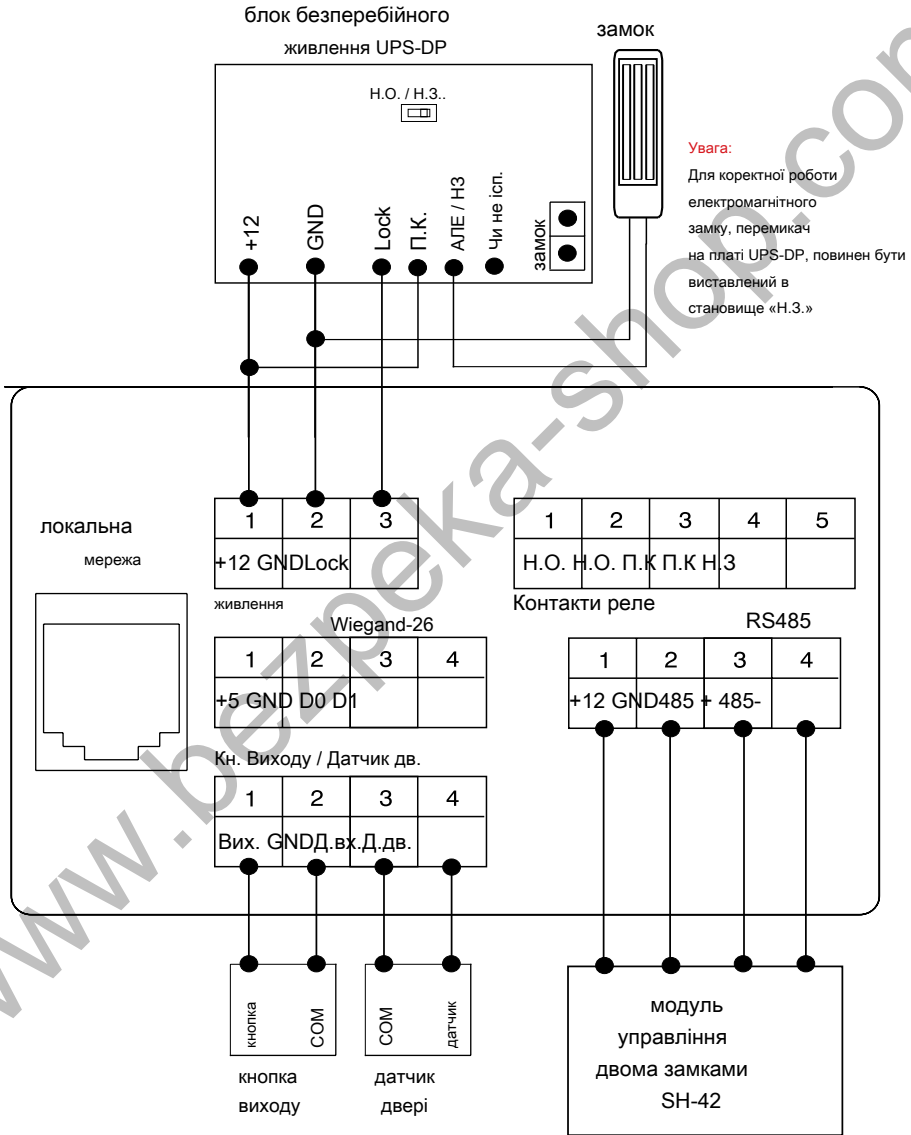 блок безперебійного
живлення UPS-DP
замок
Н.О. / Н.З..
Увага:
Для коректної роботи
електромагнітного
замку, перемикач
на платі UPS-DP, повинен бути
виставлений в
становище «Н.З.»
+12
GND
Lock
П.К.
АЛЕ / НЗ
Чи не ісп.
замок
локальна
мережа
1 2 3
+12 GNDLock
живлення
1 2 3 4 5
Н.О. Н.О. П.К П.К Н.З
Контакти реле
Wiegand-26
1 2 3 4
+5 GND D0 D1
RS485
1 2 3 4
+12 GND485 + 485-
Кн. Виходу / Датчик дв.
1 2 3 4
Вих. GNDД.вх.Д.дв.
кнопка
COM
COM
датчик
кнопка
виходу
датчик
двері
модуль
управління
двома замками
SH-42
www.bezpeka-shop.com